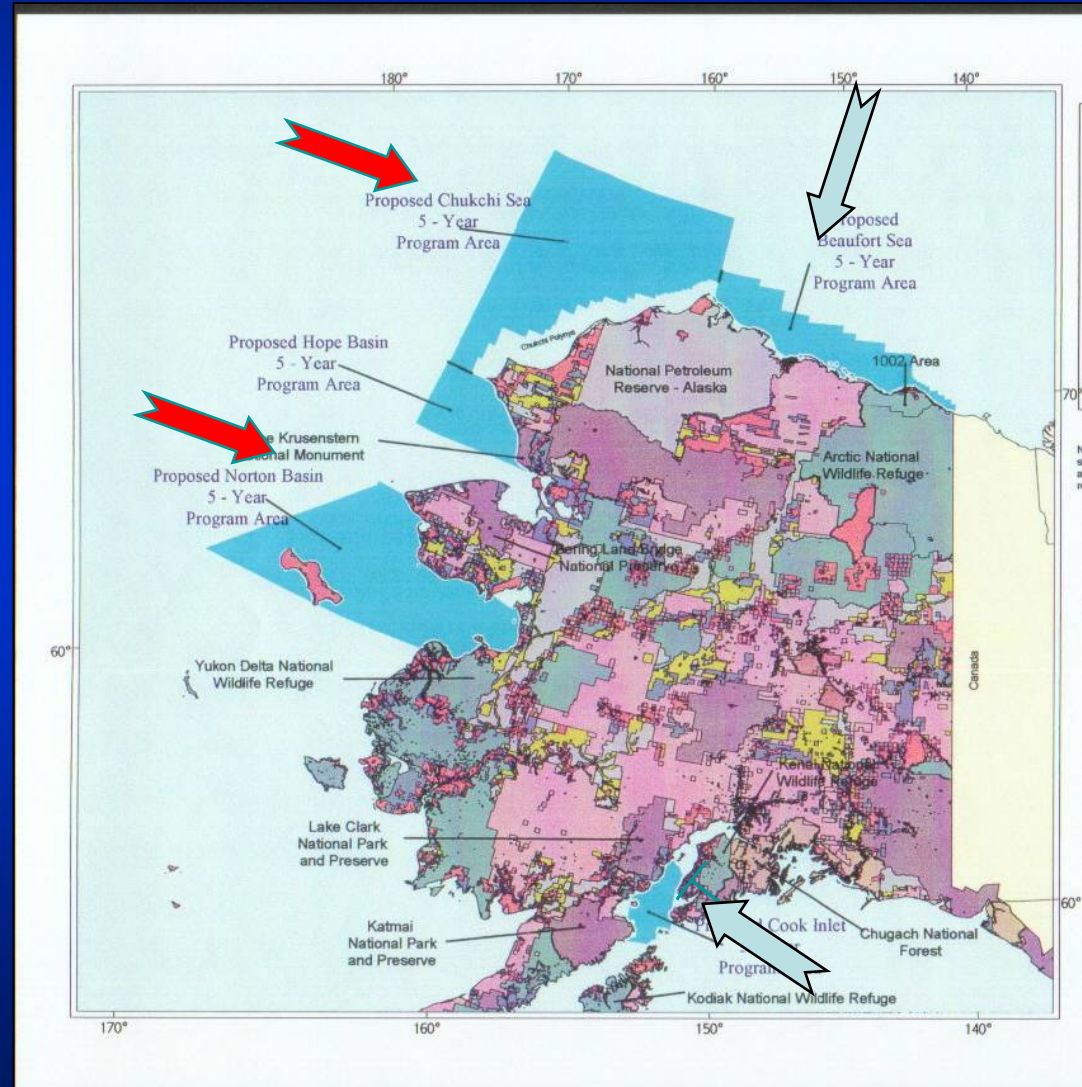 180°
170°
160°
150°
140°
Proposed Chukchi Sea
5 - Year
Program Area
Beaufort Sea
5 - Year
Program Area
Chukchi Polynya
Proposed Hope Basin
5 - Year
Program Area
National Petroleum
Reserve - Alaska
1002 Area
70°
Krusenstern
Monument
Arctic National
Wildlife Refuge
Proposed Norton Basin
5 - Year
Program Area
Bering Land Bridge
National Preserve
60°
Yukon Delta National
Wildlife Refuge
Canada
Kenai National
Wildlife Refuge
Lake Clark
National Park
and Preserve
Katmai
National Park
and Preserve
Cook Inlet
Chugach National
Forest
60°
Kodiak National Wildlife Refuge
170°
160°
150°
140°